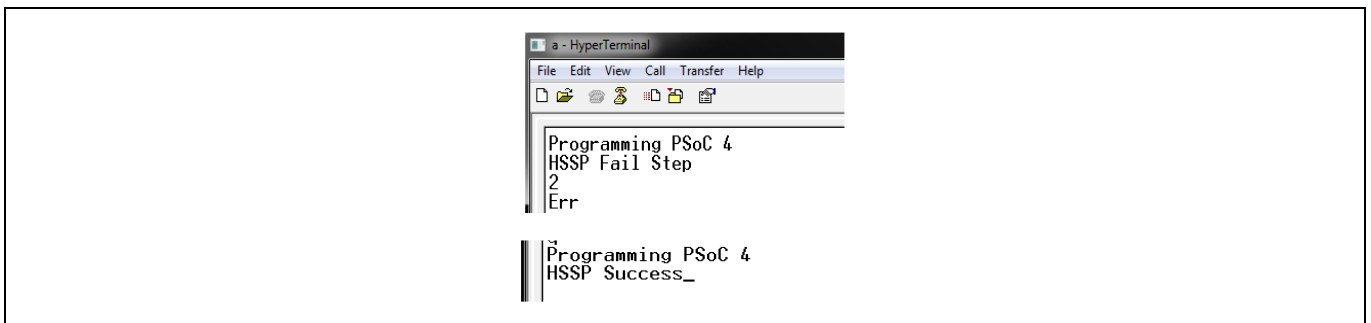 a - HyperTerminal
File Edit View Call Transfer Help
Programming PSoC 4
HSSP Fail Step
2
Err
Programming PSoC 4
HSSP Success_